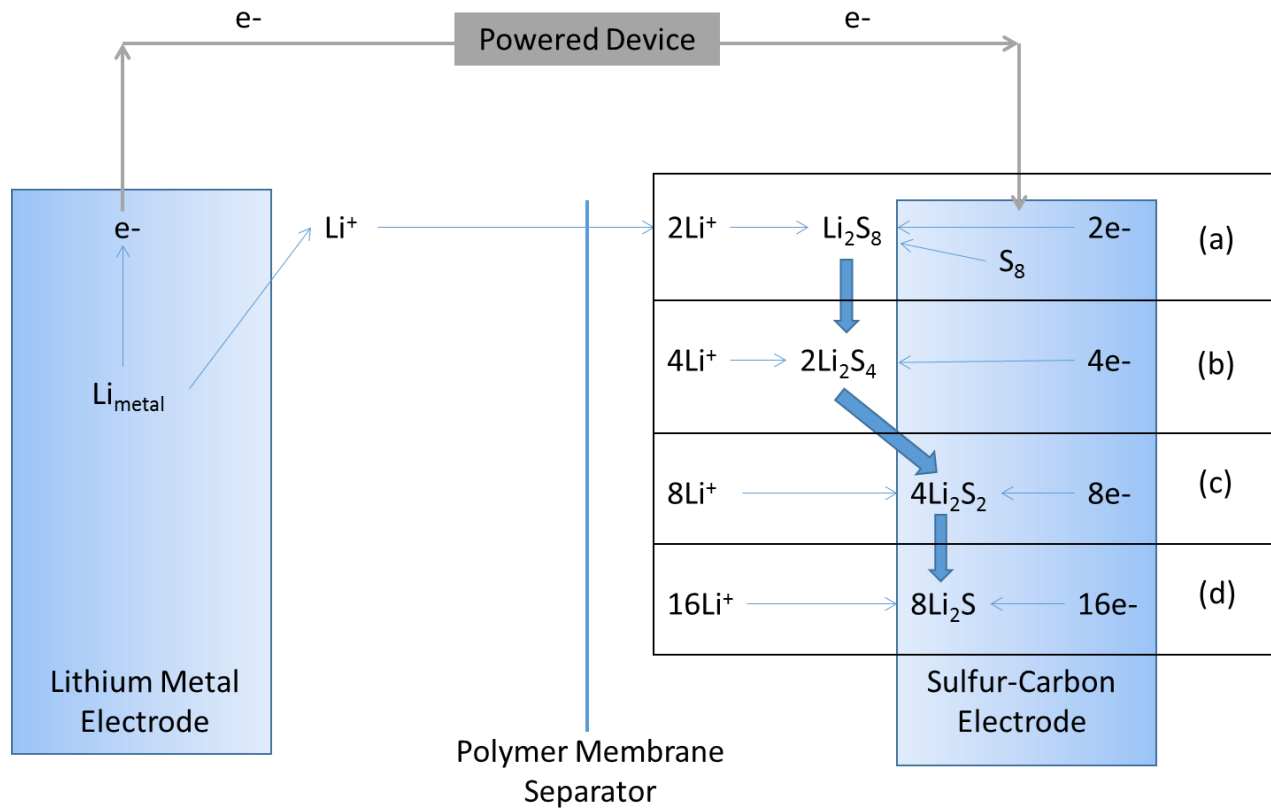 e-
Powered Device
e-
e-
Li⁺
2Li⁺
Li₂S₈
2e-
(a)
S₈
Li_metal
4Li⁺
2Li₂S₄
4e-
(b)
8Li⁺
4Li₂S₂
8e-
(c)
16Li⁺
8Li₂S
16e-
(d)
Lithium Metal
Electrode
Polymer Membrane
Separator
Sulfur-Carbon
Electrode